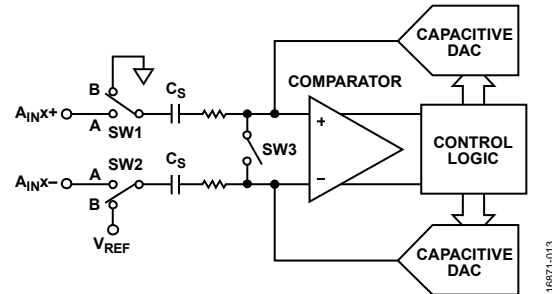 CAPACITIVE
DAC
B
CS
COMPARATOR
AINx+
A
SW1
+
SW3
CONTROL
LOGIC
AINx–
A
SW2
CS
–
B
VREF
CAPACITIVE
DAC
16871-013